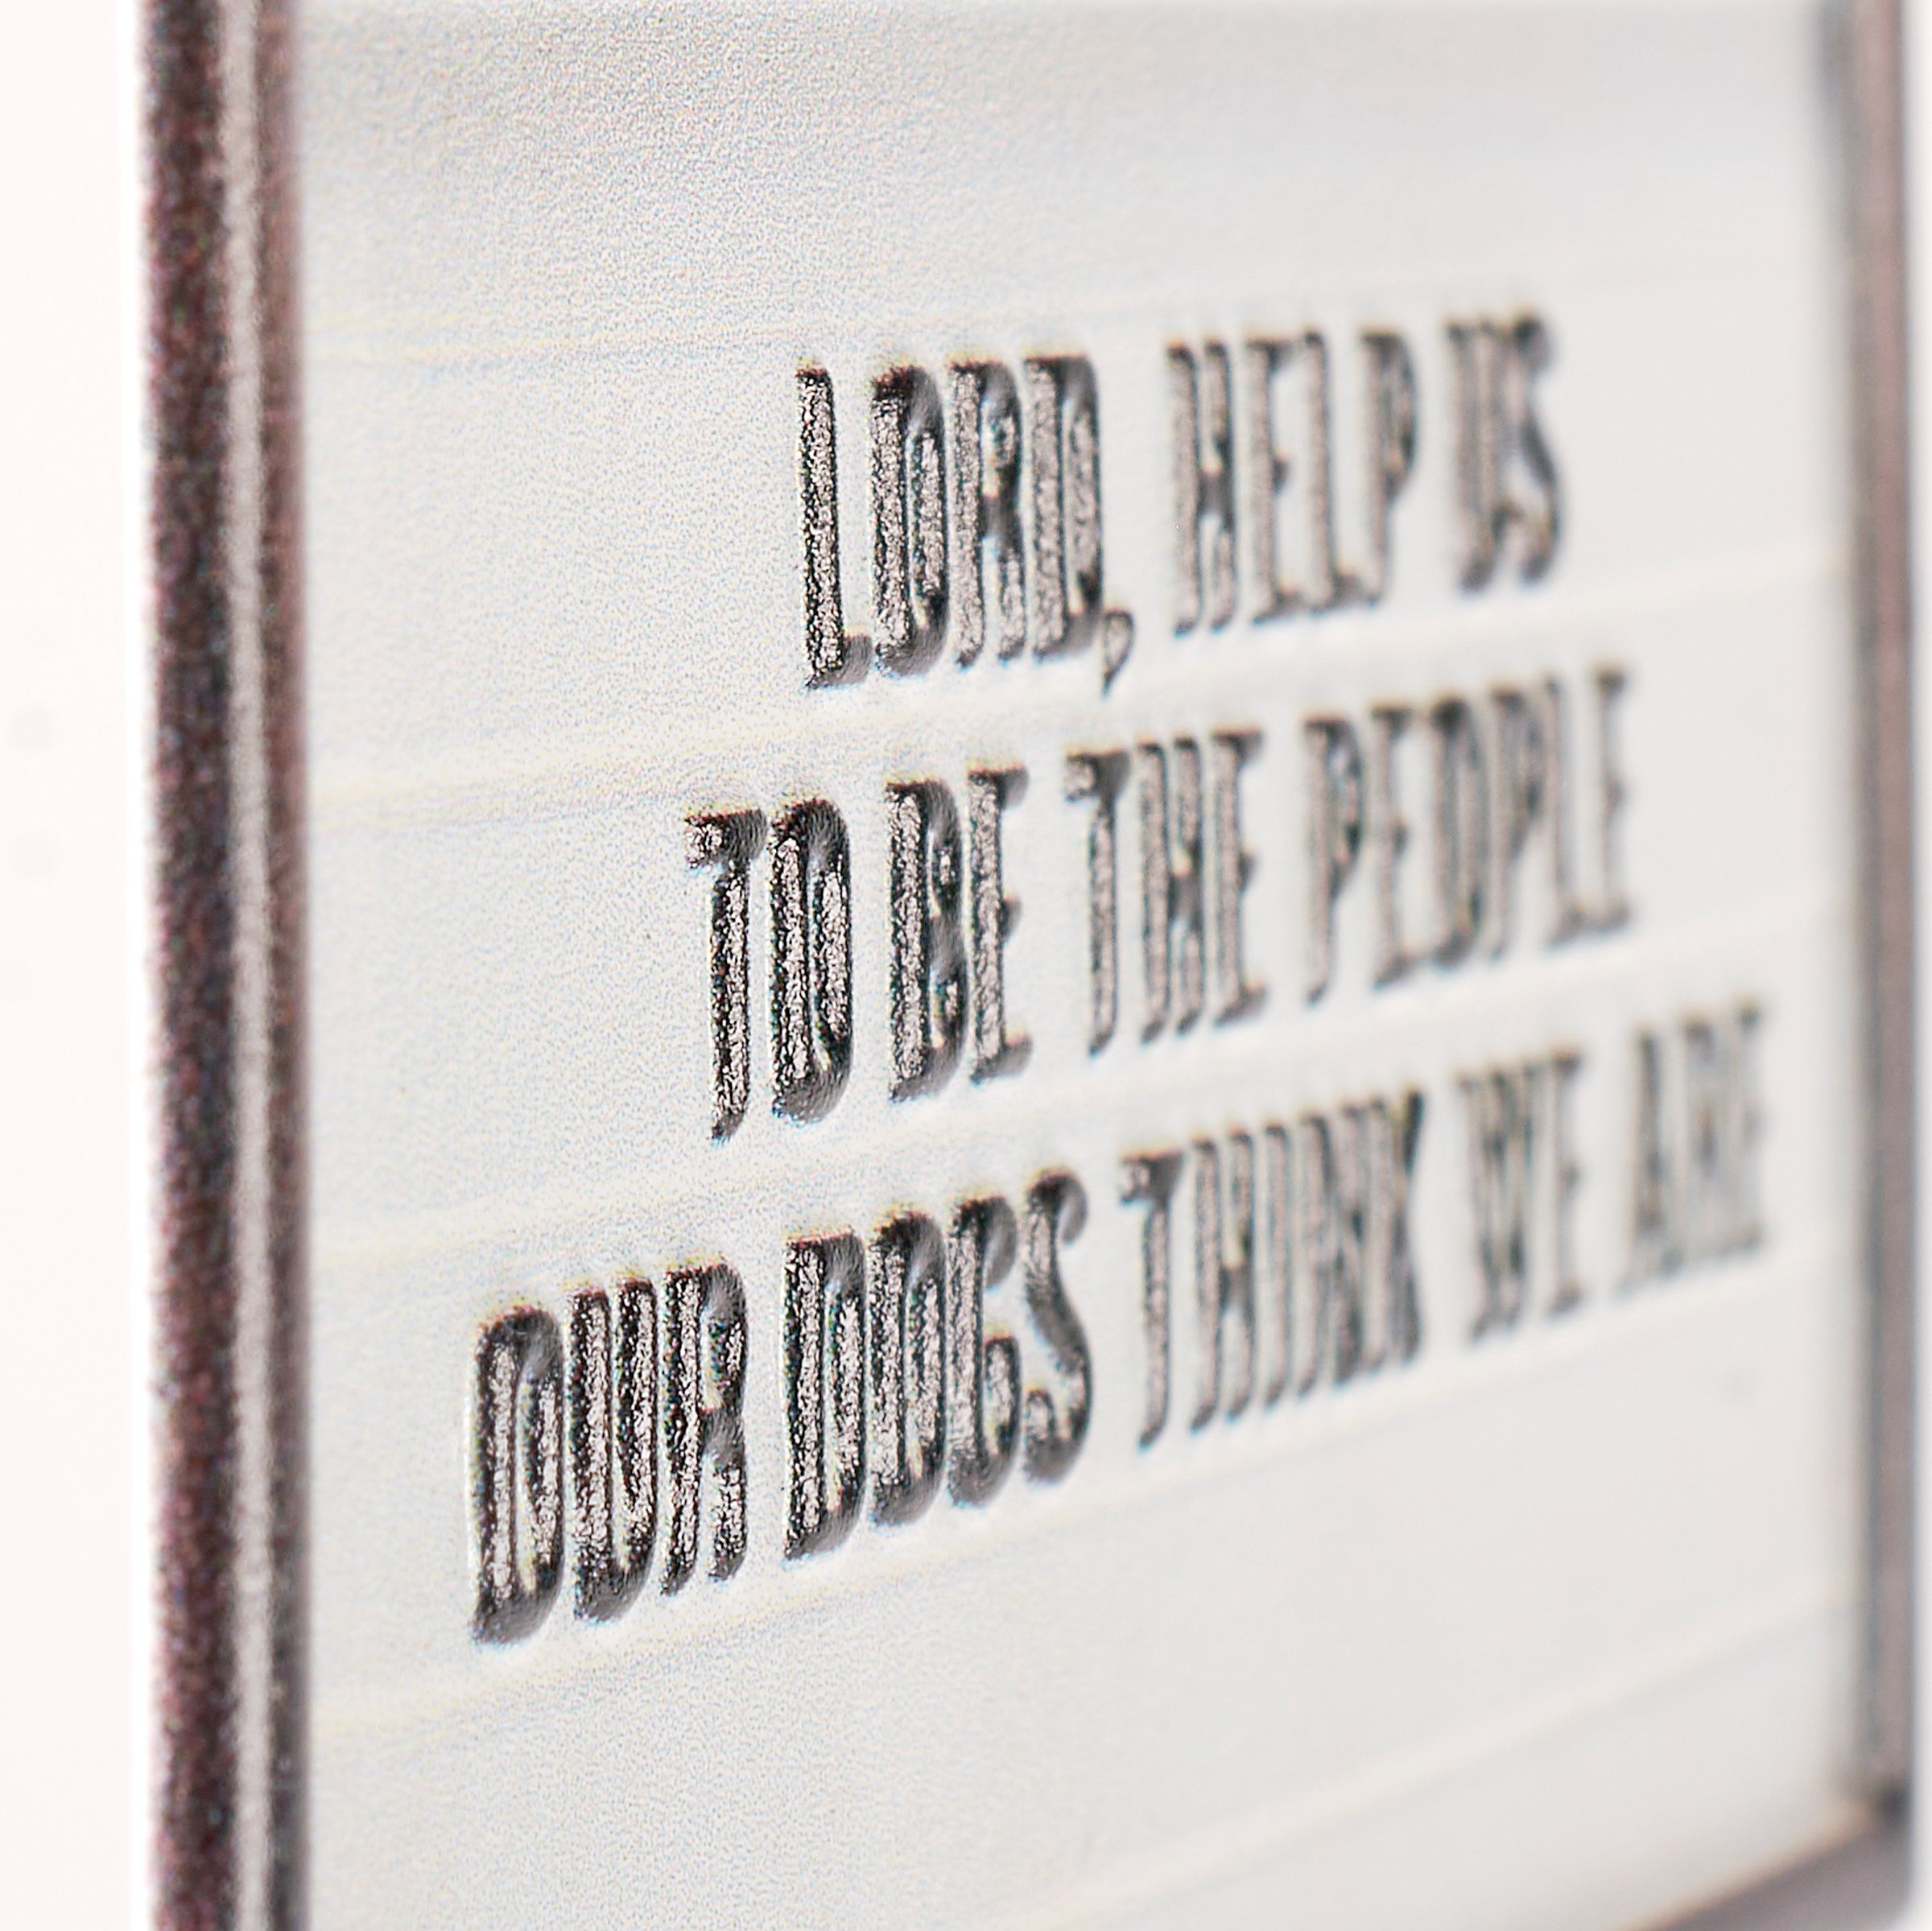 LORD, HELP US
TO BE THE PEOPLE
OUR DOGS THINK WE ARE